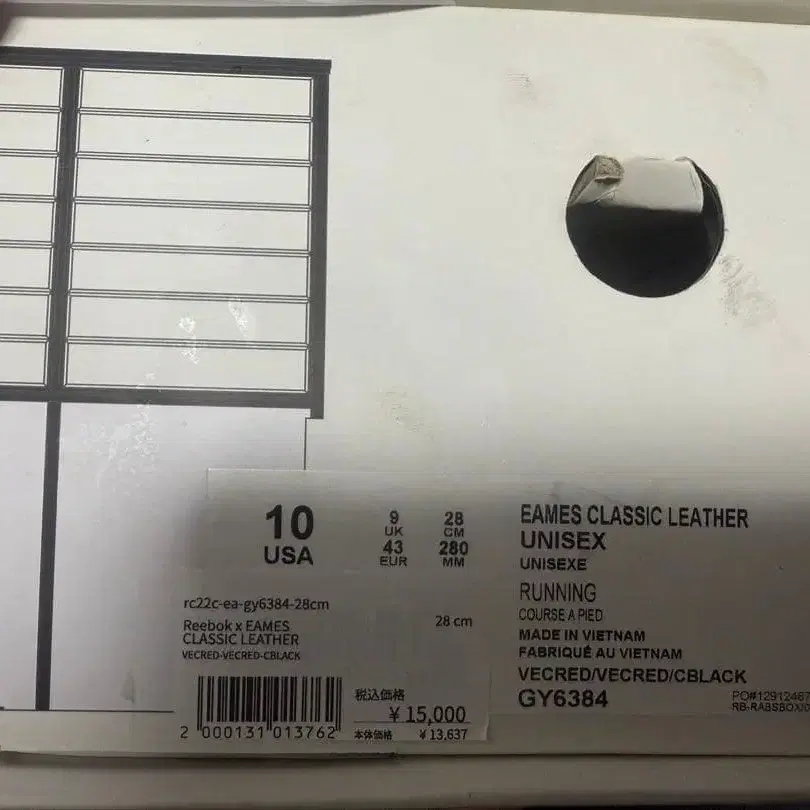 10
USA
9
UK
43
EUR
28
CM
280
MM
rc22c-ea-gy6384-28cm
Reebok x EAMES
CLASSIC LEATHER
VECRED-VECRED-CBLACK
28 cm
税込価格
¥ 15,000
本体価格 ¥ 13,637
2 000131 013762
EAMES CLASSIC LEATHER
UNISEX
UNISEXE
RUNNING
COURSE A PIED
MADE IN VIETNAM
FABRIQUÉ AU VIETNAM
VECRED/VECRED/CBLACK
GY6384
PO#12912467